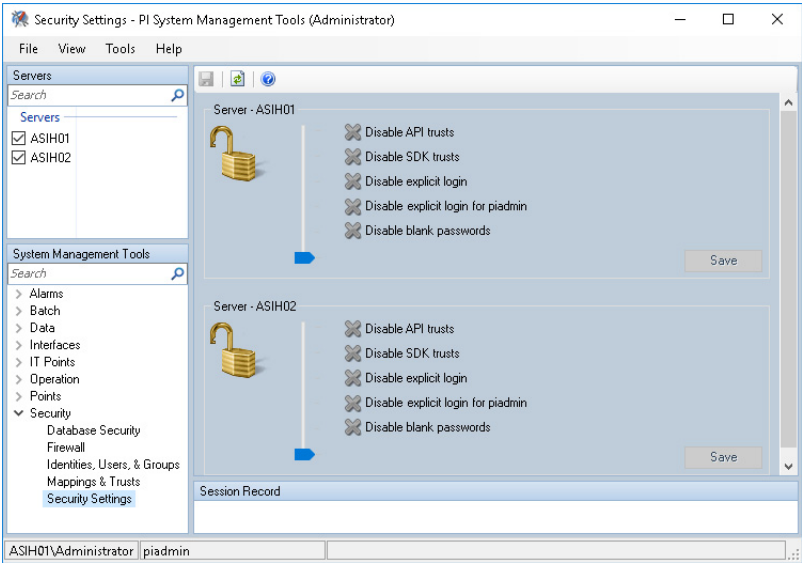 Security Settings - PI System Management Tools (Administrator)
File View Tools Help
Servers
Search
Servers
ASIH01
ASIH02
System Management Tools
Search
Alarms
Batch
Data
Interfaces
IT Points
Operation
Points
Security
Database Security
Firewall
Identities, Users, & Groups
Mappings & Trusts
Security Settings
Server - ASIH01
Disable API trusts
Disable SDK trusts
Disable explicit login
Disable explicit login for piadmin
Disable blank passwords
Save
Server - ASIH02
Disable API trusts
Disable SDK trusts
Disable explicit login
Disable explicit login for piadmin
Disable blank passwords
Save
Session Record
ASIH01\Administrator piadmin